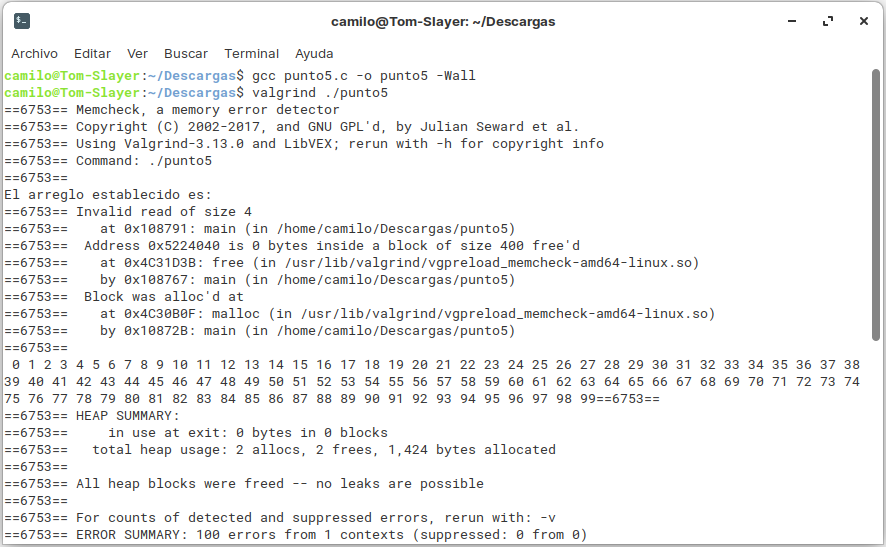 camilo@Tom-Slayer: ~/Descargas
Archivo Editar Ver Buscar Terminal Ayuda
camilo@Tom-Slayer:~/Descargas$ gcc punto5.c -o punto5 -Wall
camilo@Tom-Slayer:~/Descargas$ valgrind ./punto5
==6753== Memcheck, a memory error detector
==6753== Copyright (C) 2002-2017, and GNU GPL'd, by Julian Seward et al.
==6753== Using Valgrind-3.13.0 and LibVEX; rerun with -h for copyright info
==6753== Command: ./punto5
==6753==
El arreglo establecido es:
==6753== Invalid read of size 4
==6753==    at 0x108791: main (in /home/camilo/Descargas/punto5)
==6753==  Address 0x5224040 is 0 bytes inside a block of size 400 free'd
==6753==    at 0x4C31D3B: free (in /usr/lib/valgrind/vgpreload_memcheck-amd64-linux.so)
==6753==    by 0x108767: main (in /home/camilo/Descargas/punto5)
==6753==  Block was alloc'd at
==6753==    at 0x4C30B0F: malloc (in /usr/lib/valgrind/vgpreload_memcheck-amd64-linux.so)
==6753==    by 0x10872B: main (in /home/camilo/Descargas/punto5)
==6753==
 0 1 2 3 4 5 6 7 8 9 10 11 12 13 14 15 16 17 18 19 20 21 22 23 24 25 26 27 28 29 30 31 32 33 34 35 36 37 38
39 40 41 42 43 44 45 46 47 48 49 50 51 52 53 54 55 56 57 58 59 60 61 62 63 64 65 66 67 68 69 70 71 72 73 74
75 76 77 78 79 80 81 82 83 84 85 86 87 88 89 90 91 92 93 94 95 96 97 98 99==6753==
==6753== HEAP SUMMARY:
==6753==     in use at exit: 0 bytes in 0 blocks
==6753==   total heap usage: 2 allocs, 2 frees, 1,424 bytes allocated
==6753==
==6753== All heap blocks were freed -- no leaks are possible
==6753==
==6753== For counts of detected and suppressed errors, rerun with: -v
==6753== ERROR SUMMARY: 100 errors from 1 contexts (suppressed: 0 from 0)